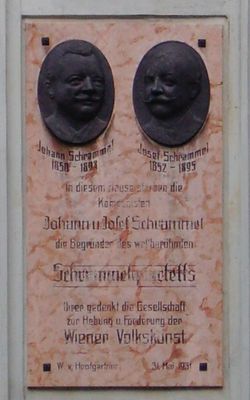 Johann Schrammel
1850 - 1893
Josef Schrammel
1852 - 1895
In diesem Hause starben die
Komponisten
Johann u Josef Schrammel
die Begründer des weltberühmten
Schrammelquartetts
Ihrer gedenkt die Gesellschaft
zur Hebung u Förderung der
Wiener Volkskunst
31. Mai 1931